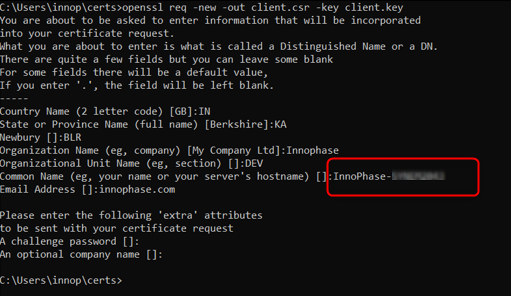 C:\Users\innop\certs>openssl req -new -out client.csr -key client.key
You are about to be asked to enter information that will be incorporated
into your certificate request.
What you are about to enter is what is called a Distinguished Name or a DN.
There are quite a few fields but you can leave some blank
For some fields there will be a default value,
If you enter '.', the field will be left blank.
-----
Country Name (2 letter code) [GB]:IN
State or Province Name (full name) [Berkshire]:KA
Newbury []:BLR
Organization Name (eg, company) [My Company Ltd]:Innophase
Organizational Unit Name (eg, section) []:DEV
Common Name (eg, your name or your server's hostname) []:InnoPhase-
Email Address []:innophase.com
Please enter the following 'extra' attributes
to be sent with your certificate request
A challenge password []:
An optional company name []:
C:\Users\innop\certs>